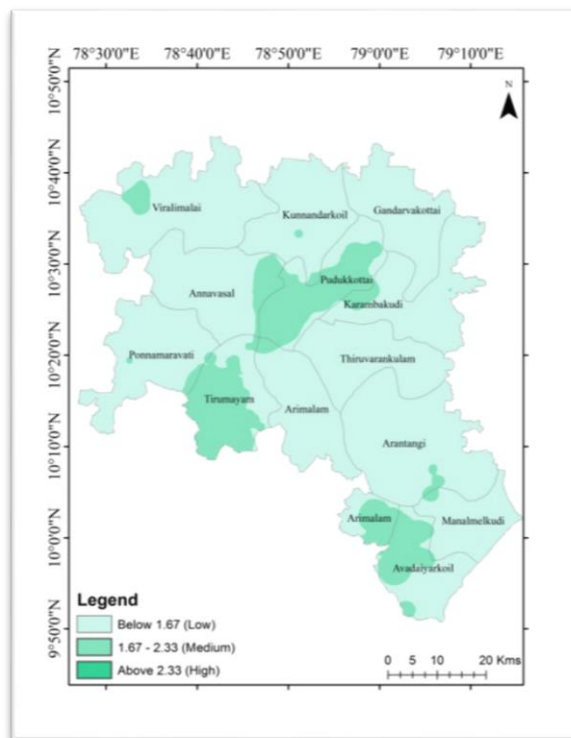 78°30'0"E 78°40'0"E 78°50'0"E 79°0'0"E 79°10'0"E
10°50'0"N
10°40'0"N
10°30'0"N
10°20'0"N
10°10'0"N
10°0'0"N
9°50'0"N
N
Viralimalai
Kunnandarkoil
Gandarvakottai
Annavasal
Pudukkottai
Karambakudi
Ponnamaravati
Thiruvarankulam
Tirumayam
Arimalam
Arantangi
Arimalam
Manalmelkudi
Avadaiyarkoil
Legend
Below 1.67 (Low)
1.67 - 2.33 (Medium)
Above 2.33 (High)
0 5 10 20 Kms